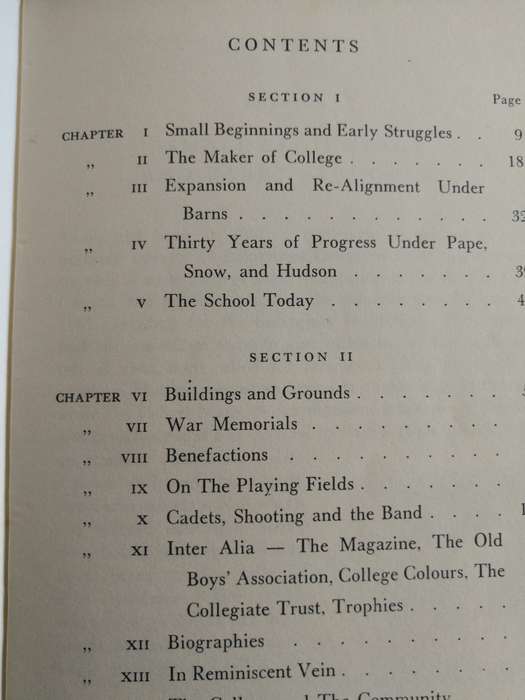 CONTENTS
SECTION I
Page
CHAPTER I Small Beginnings and Early Struggles . . 9
,, II The Maker of College . . . . . . . 18
,, III Expansion and Re-Alignment Under
Barns . . . . . . . . . . . .
,, IV Thirty Years of Progress Under Pape,
Snow, and Hudson . . . . . .
,, V The School Today . . . . . . . .
SECTION II
CHAPTER VI Buildings and Grounds . . . . . .
,, VII War Memorials . . . . . . . .
,, VIII Benefactions . . . . . . . . .
,, IX On The Playing Fields . . . . . .
,, X Cadets, Shooting and the Band . . . .
,, XI Inter Alia — The Magazine, The Old
Boys' Association, College Colours, The
Collegiate Trust, Trophies . . . . .
,, XII Biographies . . . . . . . . .
,, XIII In Reminiscent Vein . . . . . . .
The Community